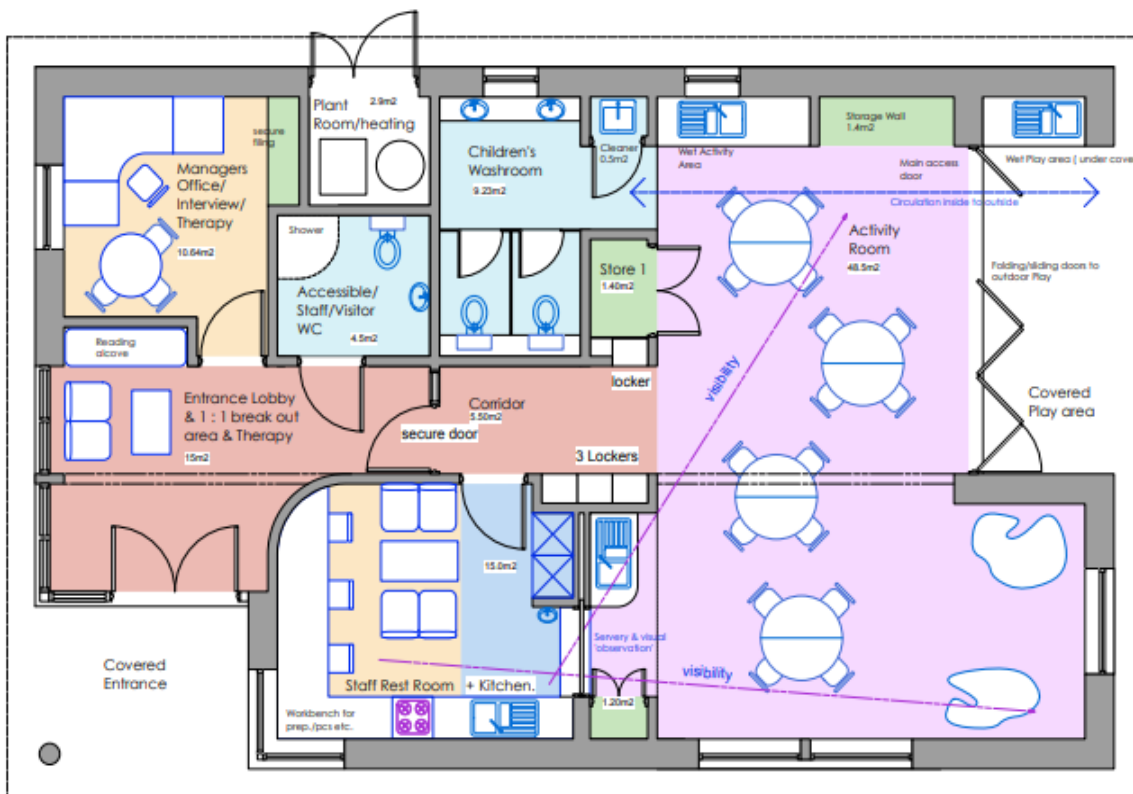 Plant
2.9m2
Room/heating
secure
filing
Managers
Office/
Interview/
Therapy
10.64m2
Children's
Washroom
9.23m2
Cleaner
0.5m2
Wet Activity
Area
Storage Wall
1.4m2
Main access
door
Wet Play area ( under cove
Circulation inside to outside
Activity
Room
48.5m2
Shower
Accessible/
Staff/Visitor
WC
4.5m2
Store 1
1.40m2
Folding/sliding doors to
outdoor Play
Reading
alcove
visibility
locker
Covered
Play area
Entrance Lobby
& 1 : 1 break out
area & Therapy
15m2
Corridor
5.50m2
secure door
3 Lockers
15.0m2
Covered
Entrance
Servery & visual
'observation'
visibility
Staff Rest Room + Kitchen.
Workbench for
prep./pcs etc.
1.20m2